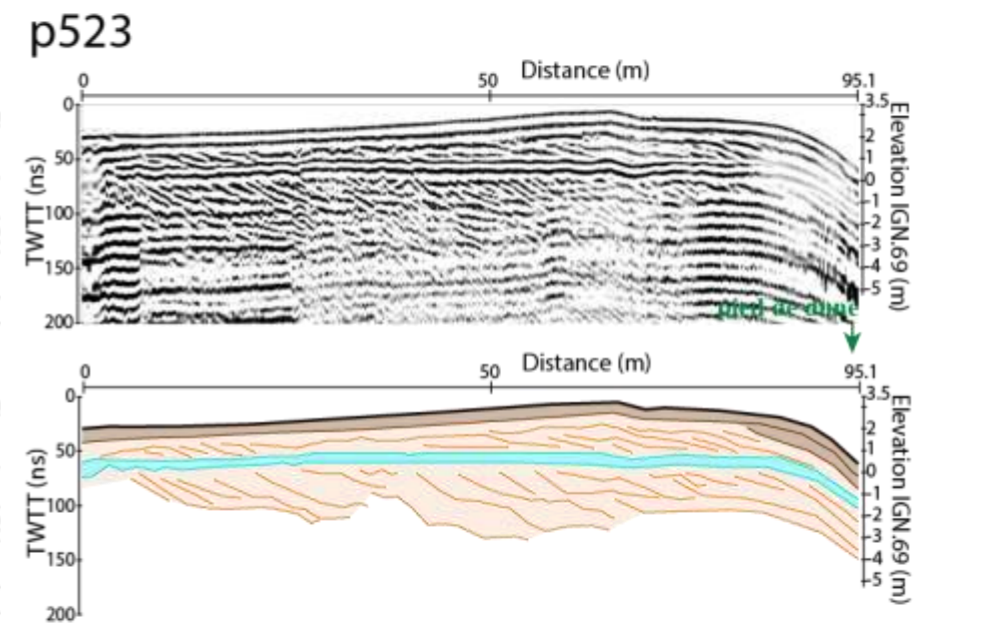 p523
Distance (m)
0 50 95.1
TWTT (ns)
0
50
100
150
200
3.5
2
1
0
-1
-2
-3
-4
-5
Elevation IGN.69 (m)
pied de dune
Distance (m)
0 50 95.1
TWTT (ns)
0
50
100
150
200
3.5
2
1
0
-1
-2
-3
-4
-5
Elevation IGN.69 (m)